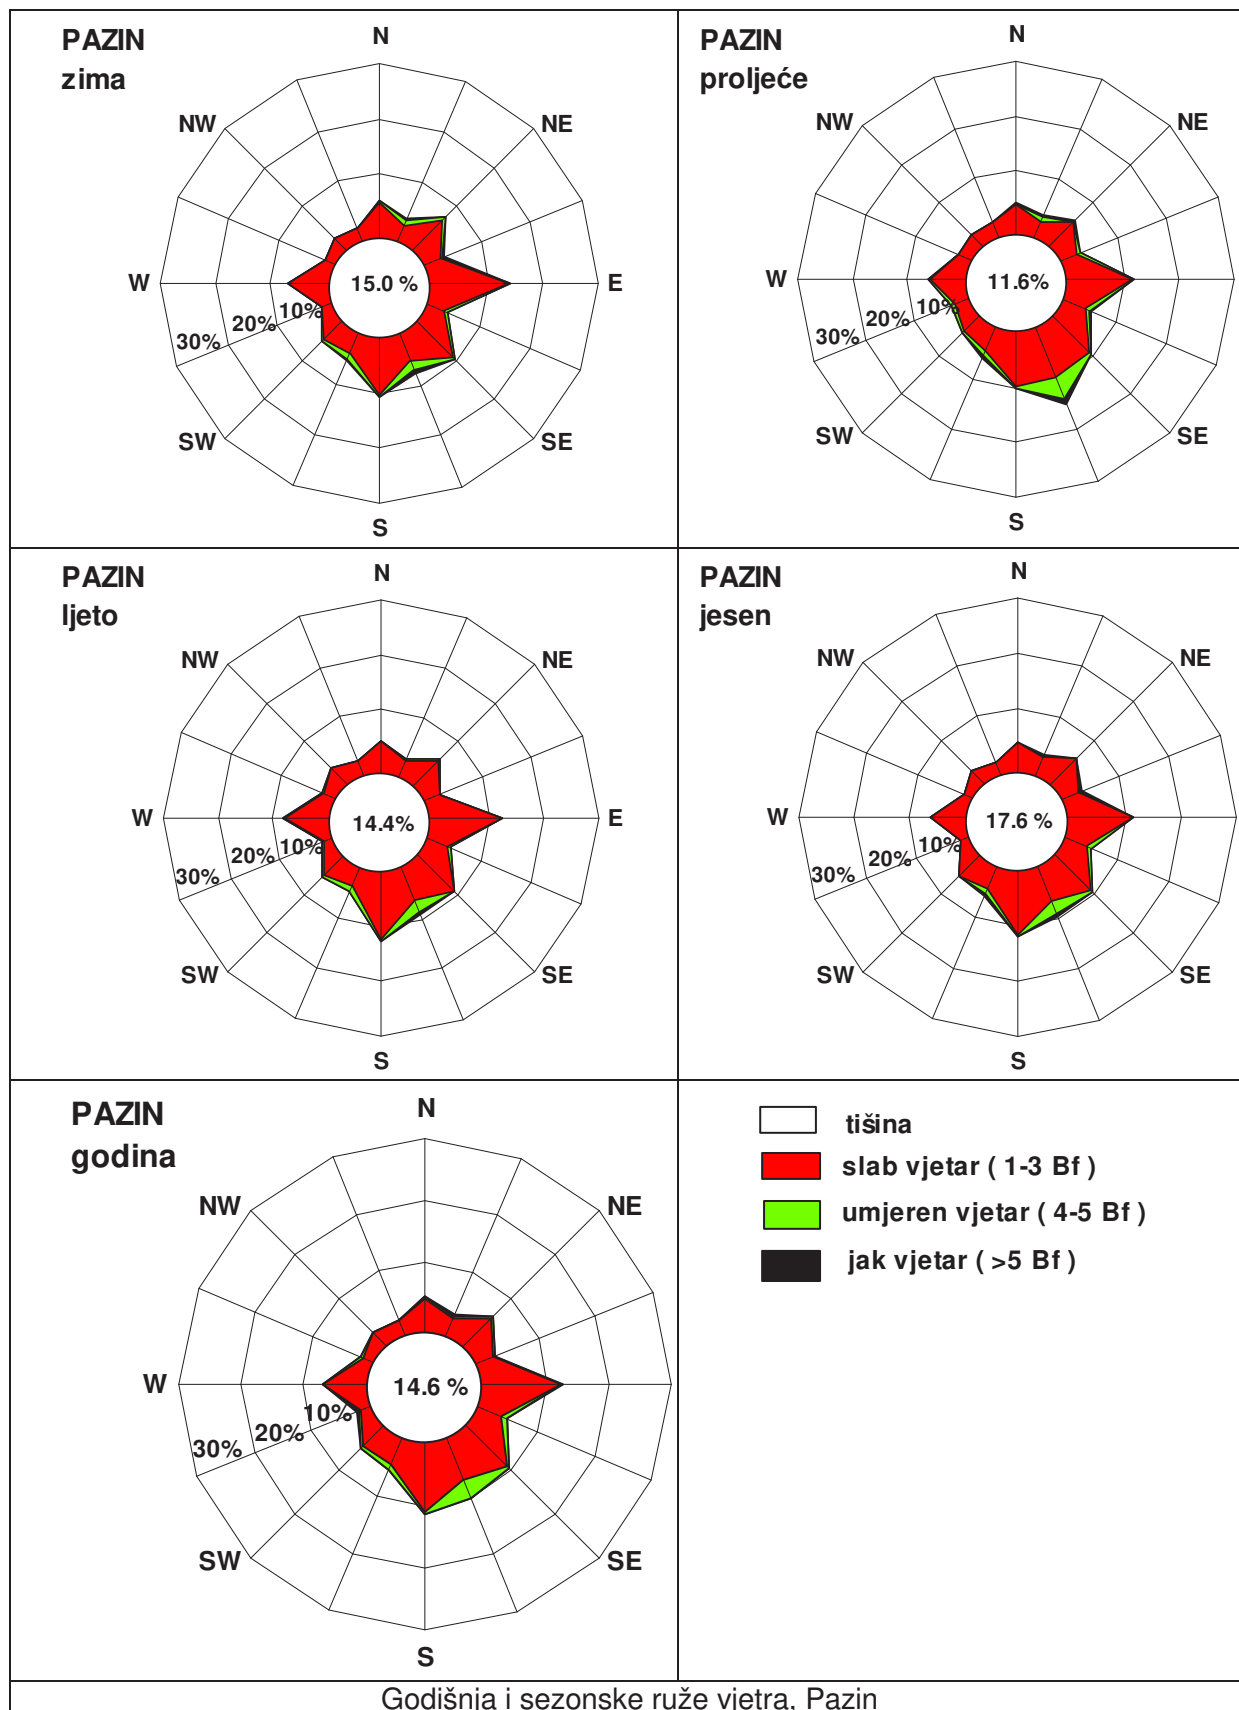 PAZIN
zima
N
NE
E
SE
S
SW
W
NW
15.0 %
10%
20%
30%
PAZIN
proljeće
N
NE
SE
S
SW
W
NW
11.6%
10%
20%
30%
PAZIN
ljeto
N
NE
E
SE
S
SW
W
NW
14.4%
10%
20%
30%
PAZIN
jesen
N
NE
SE
S
SW
W
NW
17.6 %
10%
20%
30%
PAZIN
godina
N
NE
SE
S
SW
W
NW
14.6 %
10%
20%
30%
tišina
slab vjetar ( 1-3 Bf )
umjeren vjetar ( 4-5 Bf )
jak vjetar ( >5 Bf )
Godišnja i sezonske ruže vjetra, Pazin